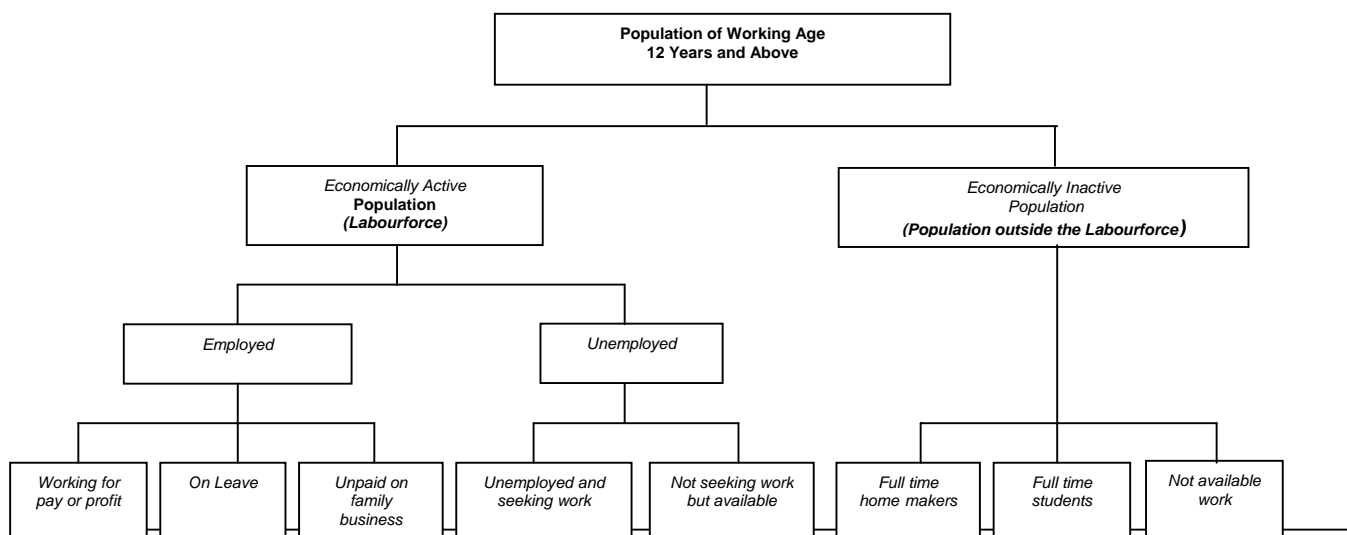 Population of Working Age
12 Years and Above
Economically Active
Population
(Labourforce)
Economically Inactive
Population
(Population outside the Labourforce)
Employed
Unemployed
Working for
pay or profit
On Leave
Unpaid on
family
business
Unemployed and
seeking work
Not seeking work
but available
Full time
home makers
Full time
students
Not available
work